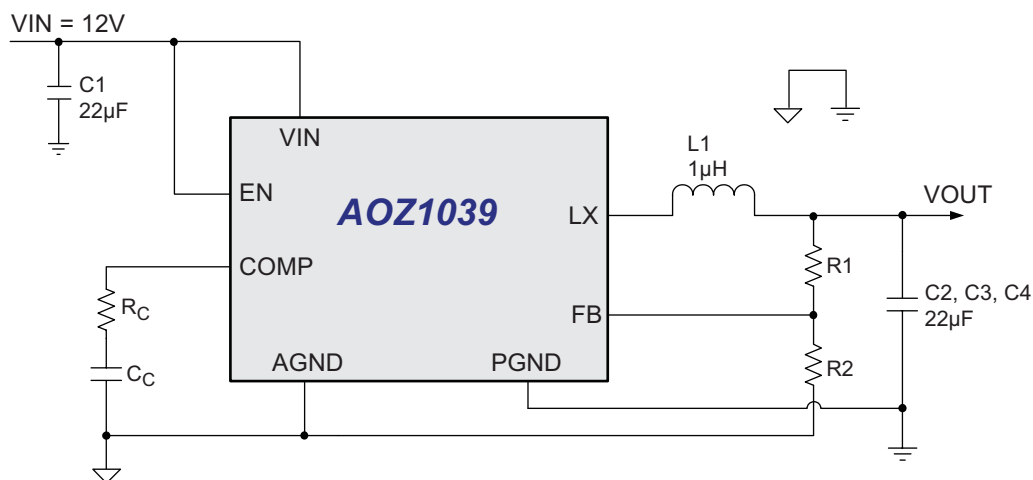 VIN = 12V
C1
22µF
VIN
EN
AOZ1039
LX
L1
1µH
VOUT
COMP
R1
RC
C2, C3, C4
22µF
FB
AGND
PGND
R2
CC